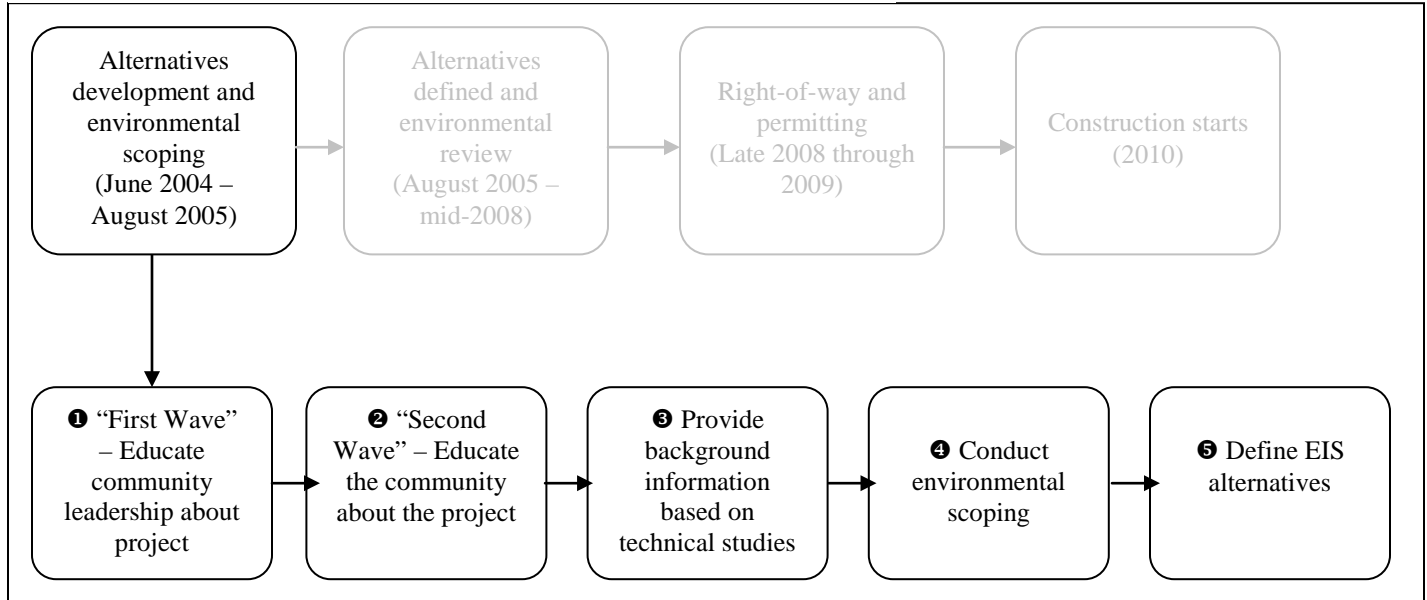 Alternatives
development and
environmental
scoping
(June 2004 –
August 2005)
Alternatives
defined and
environmental
review
(August 2005 –
mid-2008)
Right-of-way and
permitting
(Late 2008 through
2009)
Construction starts
(2010)
❶ “First Wave”
– Educate
community
leadership about
project
❷ “Second
Wave” – Educate
the community
about the project
❸ Provide
background
information
based on
technical studies
❹ Conduct
environmental
scoping
❺ Define EIS
alternatives